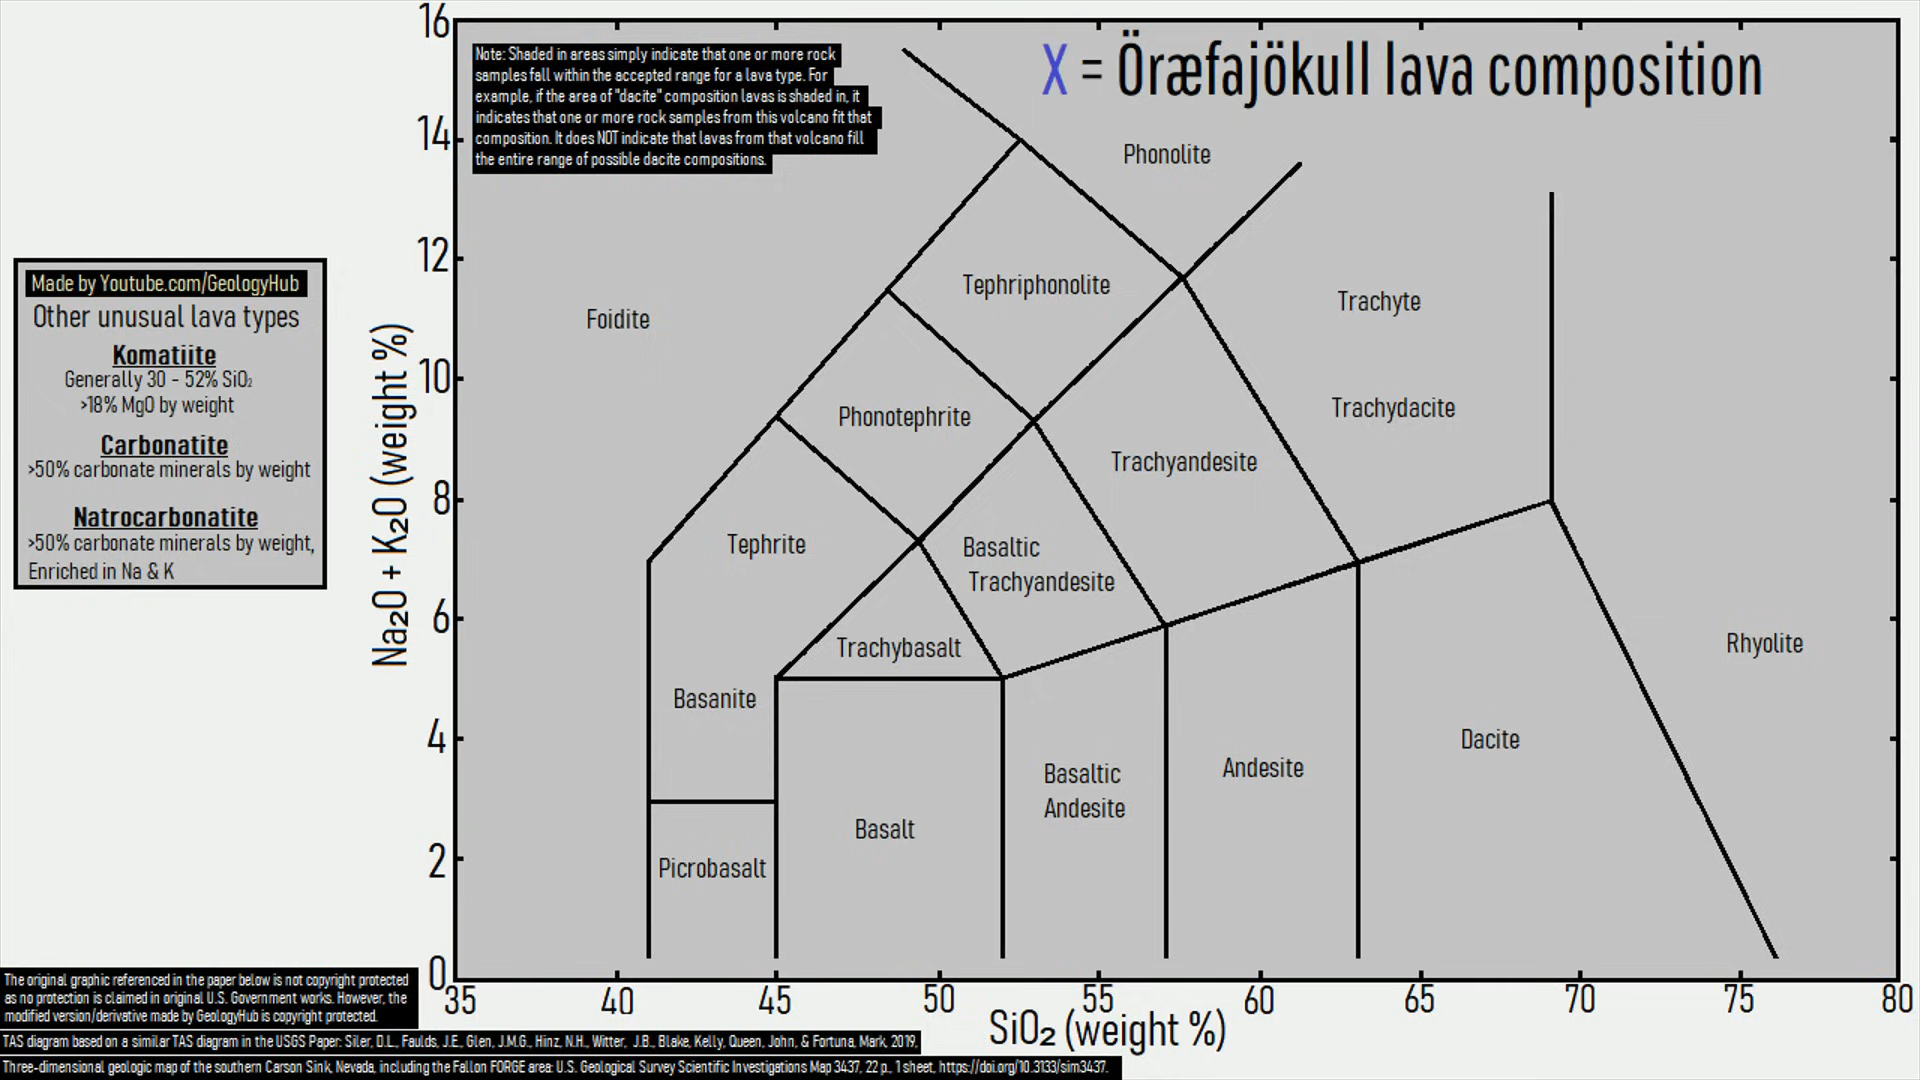 16
14
12
10
8
6
4
2
0
Na₂O + K₂O (weight %)
Note: Shaded in areas simply indicate that one or more rock
samples fall within the accepted range for a lava type. For
example, if the area of "dacite" composition lavas is shaded in, it
indicates that one or more rock samples from this volcano fit that
composition. It does NOT indicate that lavas from that volcano fill
the entire range of possible dacite compositions.
X = Öræfajökull lava composition
Phonolite
Tephriphonolite
Trachyte
Foidite
Trachydacite
Phonotephrite
Trachyandesite
Tephrite
Basaltic
Trachyandesite
Trachybasalt
Rhyolite
Basanite
Dacite
Andesite
Basaltic
Andesite
Basalt
Picrobasalt
Made by Youtube.com/GeologyHub
Other unusual lava types
Komatiite
Generally 30 - 52% SiO₂
>18% MgO by weight
Carbonatite
>50% carbonate minerals by weight
Natrocarbonatite
>50% carbonate minerals by weight,
Enriched in Na & K
35 40 45 50 55 60 65 70 75 80
SiO₂ (weight %)
The original graphic referenced in the paper below is not copyright protected
as no protection is claimed in original U.S. Government works. However, the
modified version/derivative made by GeologyHub is copyright protected.
TAS diagram based on a similar TAS diagram in the USGS Paper: Siler, D.L., Faulds, J.E., Glen, J.M.G., Hinz, N.H., Witter, J.B., Blake, Kelly, Queen, John, & Fortuna, Mark, 2019,
Three-dimensional geologic map of the southern Carson Sink, Nevada, including the Fallon FORGE area: U.S. Geological Survey Scientific Investigations Map 3437, 22 p., 1 sheet, https://doi.org/10.3133/sim3437.